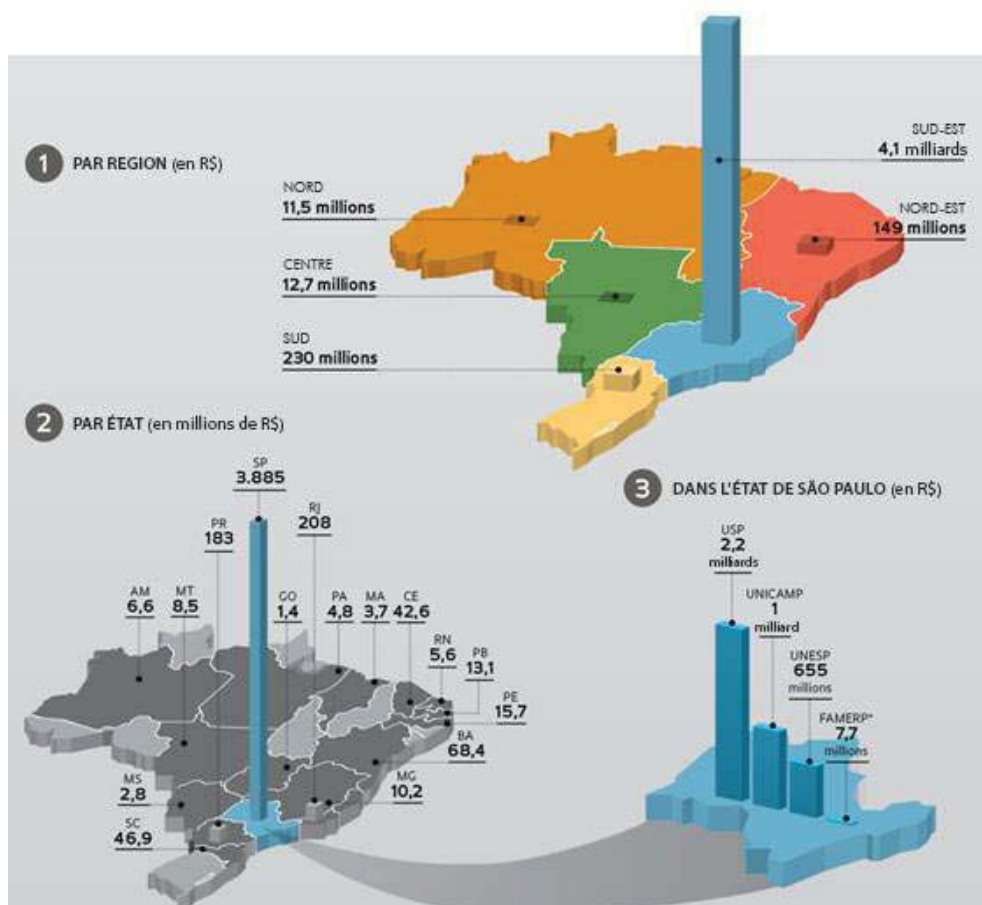 1 PAR REGION (en R$)
SUD-EST
4,1 milliards
NORD
11,5 millions
NORD-EST
149 millions
CENTRE
12,7 millions
SUD
230 millions
2 PAR ÉTAT (en millions de R$)
SP
3.885
PR
183
RJ
208
AM
6,6
MT
8,5
GO
1,4
PA
4,8
MA
3,7
CE
42,6
RN
5,6
PB
13,1
PE
15,7
BA
68,4
MG
10,2
MS
2,8
SC
46,9
3 DANS L'ÉTAT DE SÃO PAULO (en R$)
USP
2,2
milliards
UNICAMP
1
milliard
UNESP
655
millions
FAMERP*
7,7
millions